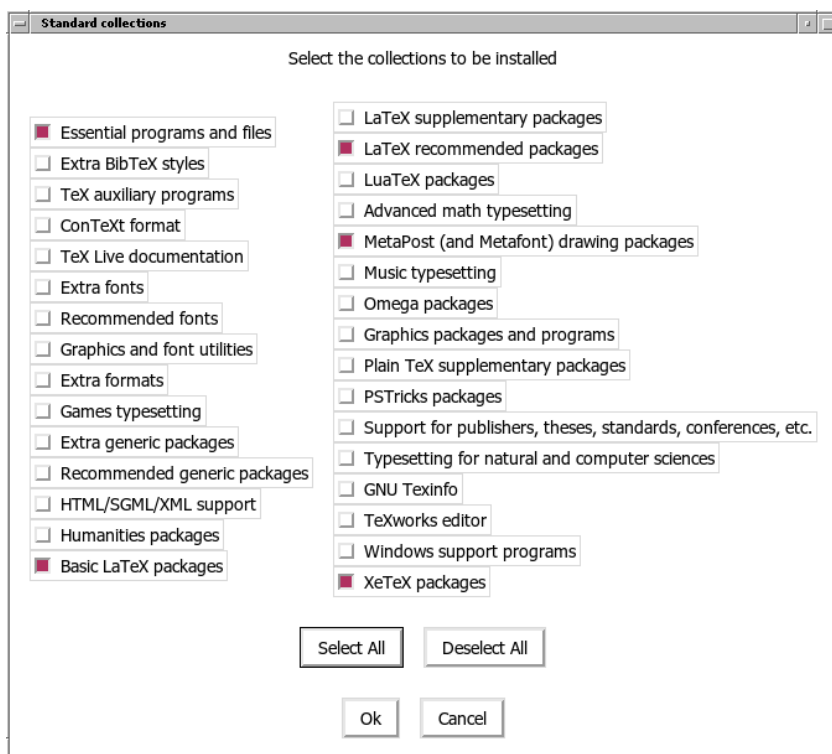 Standard collections
Select the collections to be installed
Essential programs and files
Extra BibTeX styles
TeX auxiliary programs
ConTeXt format
TeX Live documentation
Extra fonts
Recommended fonts
Graphics and font utilities
Extra formats
Games typesetting
Extra generic packages
Recommended generic packages
HTML/SGML/XML support
Humanities packages
Basic LaTeX packages
LaTeX supplementary packages
LaTeX recommended packages
LuaTeX packages
Advanced math typesetting
MetaPost (and Metafont) drawing packages
Music typesetting
Omega packages
Graphics packages and programs
Plain TeX supplementary packages
PSTricks packages
Support for publishers, theses, standards, conferences, etc.
Typesetting for natural and computer sciences
GNU Texinfo
TeXworks editor
Windows support programs
XeTeX packages
Select All Deselect All
Ok Cancel